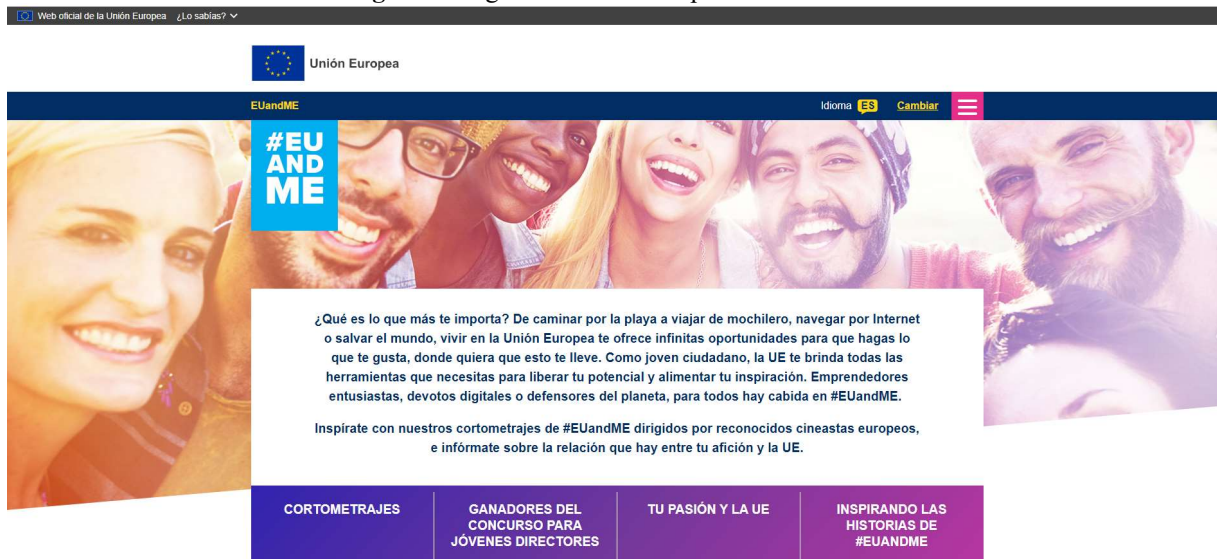 Web oficial de la Unión Europea ¿Lo sabías?
Unión Europea
EUandME Idioma ES Cambiar
#EU
AND
ME
¿Qué es lo que más te importa? De caminar por la playa a viajar de mochilero, navegar por Internet
o salvar el mundo, vivir en la Unión Europea te ofrece infinitas oportunidades para que hagas lo
que te gusta, donde quiera que esto te lleve. Como joven ciudadano, la UE te brinda todas las
herramientas que necesitas para liberar tu potencial y alimentar tu inspiración. Emprendedores
entusiastas, devotos digitales o defensores del planeta, para todos hay cabida en #EUandME.
Inspírate con nuestros cortometrajes de #EUandME dirigidos por reconocidos cineastas europeos,
e infórmate sobre la relación que hay entre tu afición y la UE.
CORTOMETRAJES
GANADORES DEL
CONCURSO PARA
JÓVENES DIRECTORES
TU PASIÓN Y LA UE
INSPIRANDO LAS
HISTORIAS DE
#EUANDME